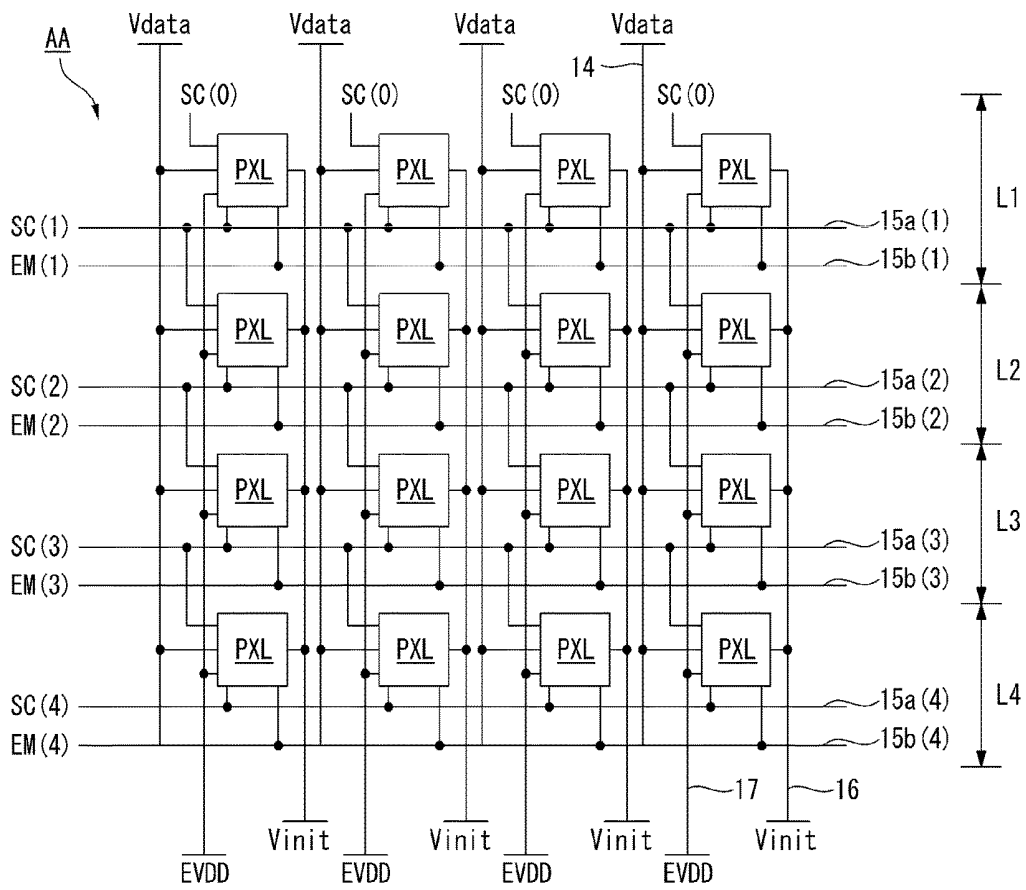 Vdata Vdata Vdata Vdata
AA
14
SC(0) SC(0) SC(0) SC(0)
PXL PXL PXL PXL
L1
SC(1) 15a(1)
EM(1) 15b(1)
PXL PXL PXL PXL
L2
SC(2) 15a(2)
EM(2) 15b(2)
PXL PXL PXL PXL
L3
SC(3) 15a(3)
EM(3) 15b(3)
PXL PXL PXL PXL
L4
SC(4) 15a(4)
EM(4) 15b(4)
17 16
Vinit Vinit Vinit Vinit
EVDD EVDD EVDD EVDD